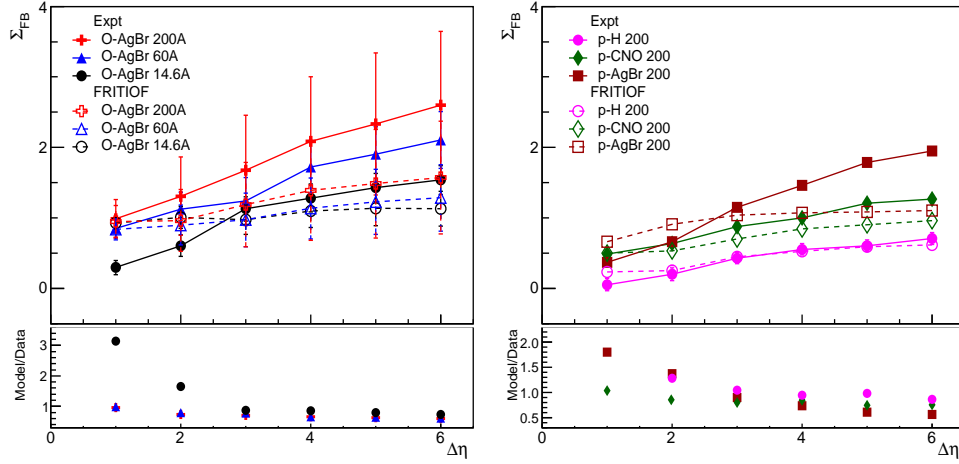 Σ_FB
4
2
0
Expt
O-AgBr 200A
O-AgBr 60A
O-AgBr 14.6A
FRITIOF
O-AgBr 200A
O-AgBr 60A
O-AgBr 14.6A
Model/Data
3
2
1
0 2 4 6
Δη
Σ_FB
4
2
0
Expt
p-H 200
p-CNO 200
p-AgBr 200
FRITIOF
p-H 200
p-CNO 200
p-AgBr 200
Model/Data
2.0
1.5
1.0
0.5
0 2 4 6
Δη